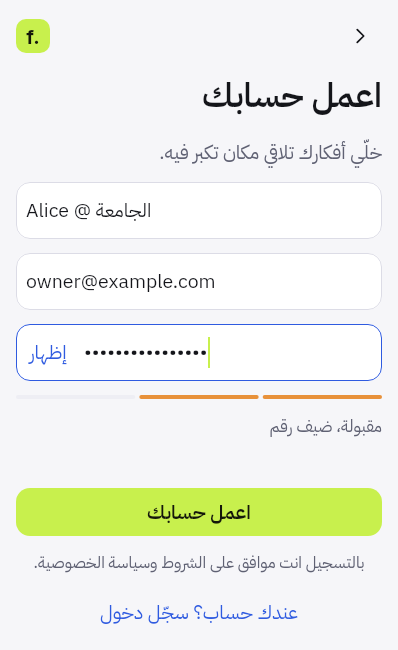 f.
اعمل حسابك
خلّي أفكارك تلاقي مكان تكبر فيه.
Alice @ الجامعة
owner@example.com
إظهار ••••••••••••••••
مقبولة، ضيف رقم
اعمل حسابك
بالتسجيل انت موافق على الشروط وسياسة الخصوصية.
عندك حساب؟ سجّل دخول